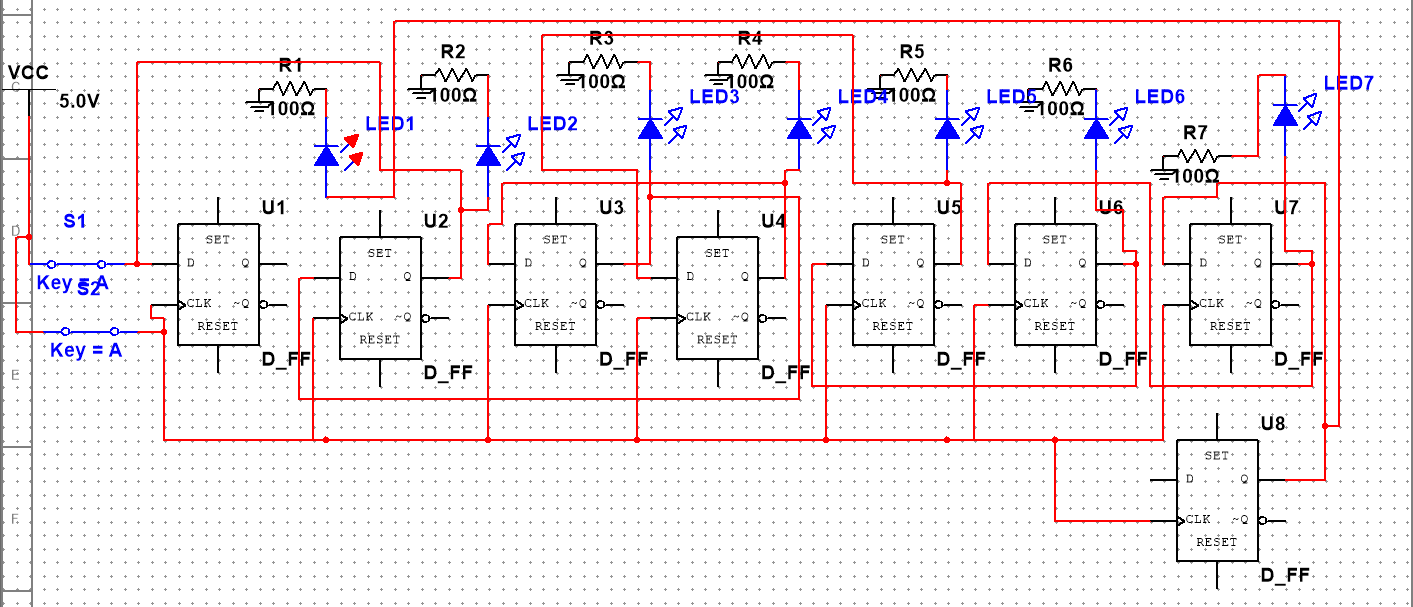 VCC
C
5.0V
R1
100Ω
LED1
R2
100Ω
LED2
R3
100Ω
LED3
R4
100Ω
LED4
R5
100Ω
LED5
R6
100Ω
LED6
R7
100Ω
LED7
D
S1
Key = A
S2
Key = A
E
F
U1
SET
D Q
CLK ~Q
RESET
D_FF
U2
SET
D Q
CLK ~Q
RESET
D_FF
U3
SET
D Q
CLK ~Q
RESET
D_FF
U4
SET
D Q
CLK ~Q
RESET
D_FF
U5
SET
D Q
CLK ~Q
RESET
D_FF
U6
SET
D Q
CLK ~Q
RESET
D_FF
U7
SET
D Q
CLK ~Q
RESET
D_FF
U8
SET
D Q
CLK ~Q
RESET
D_FF